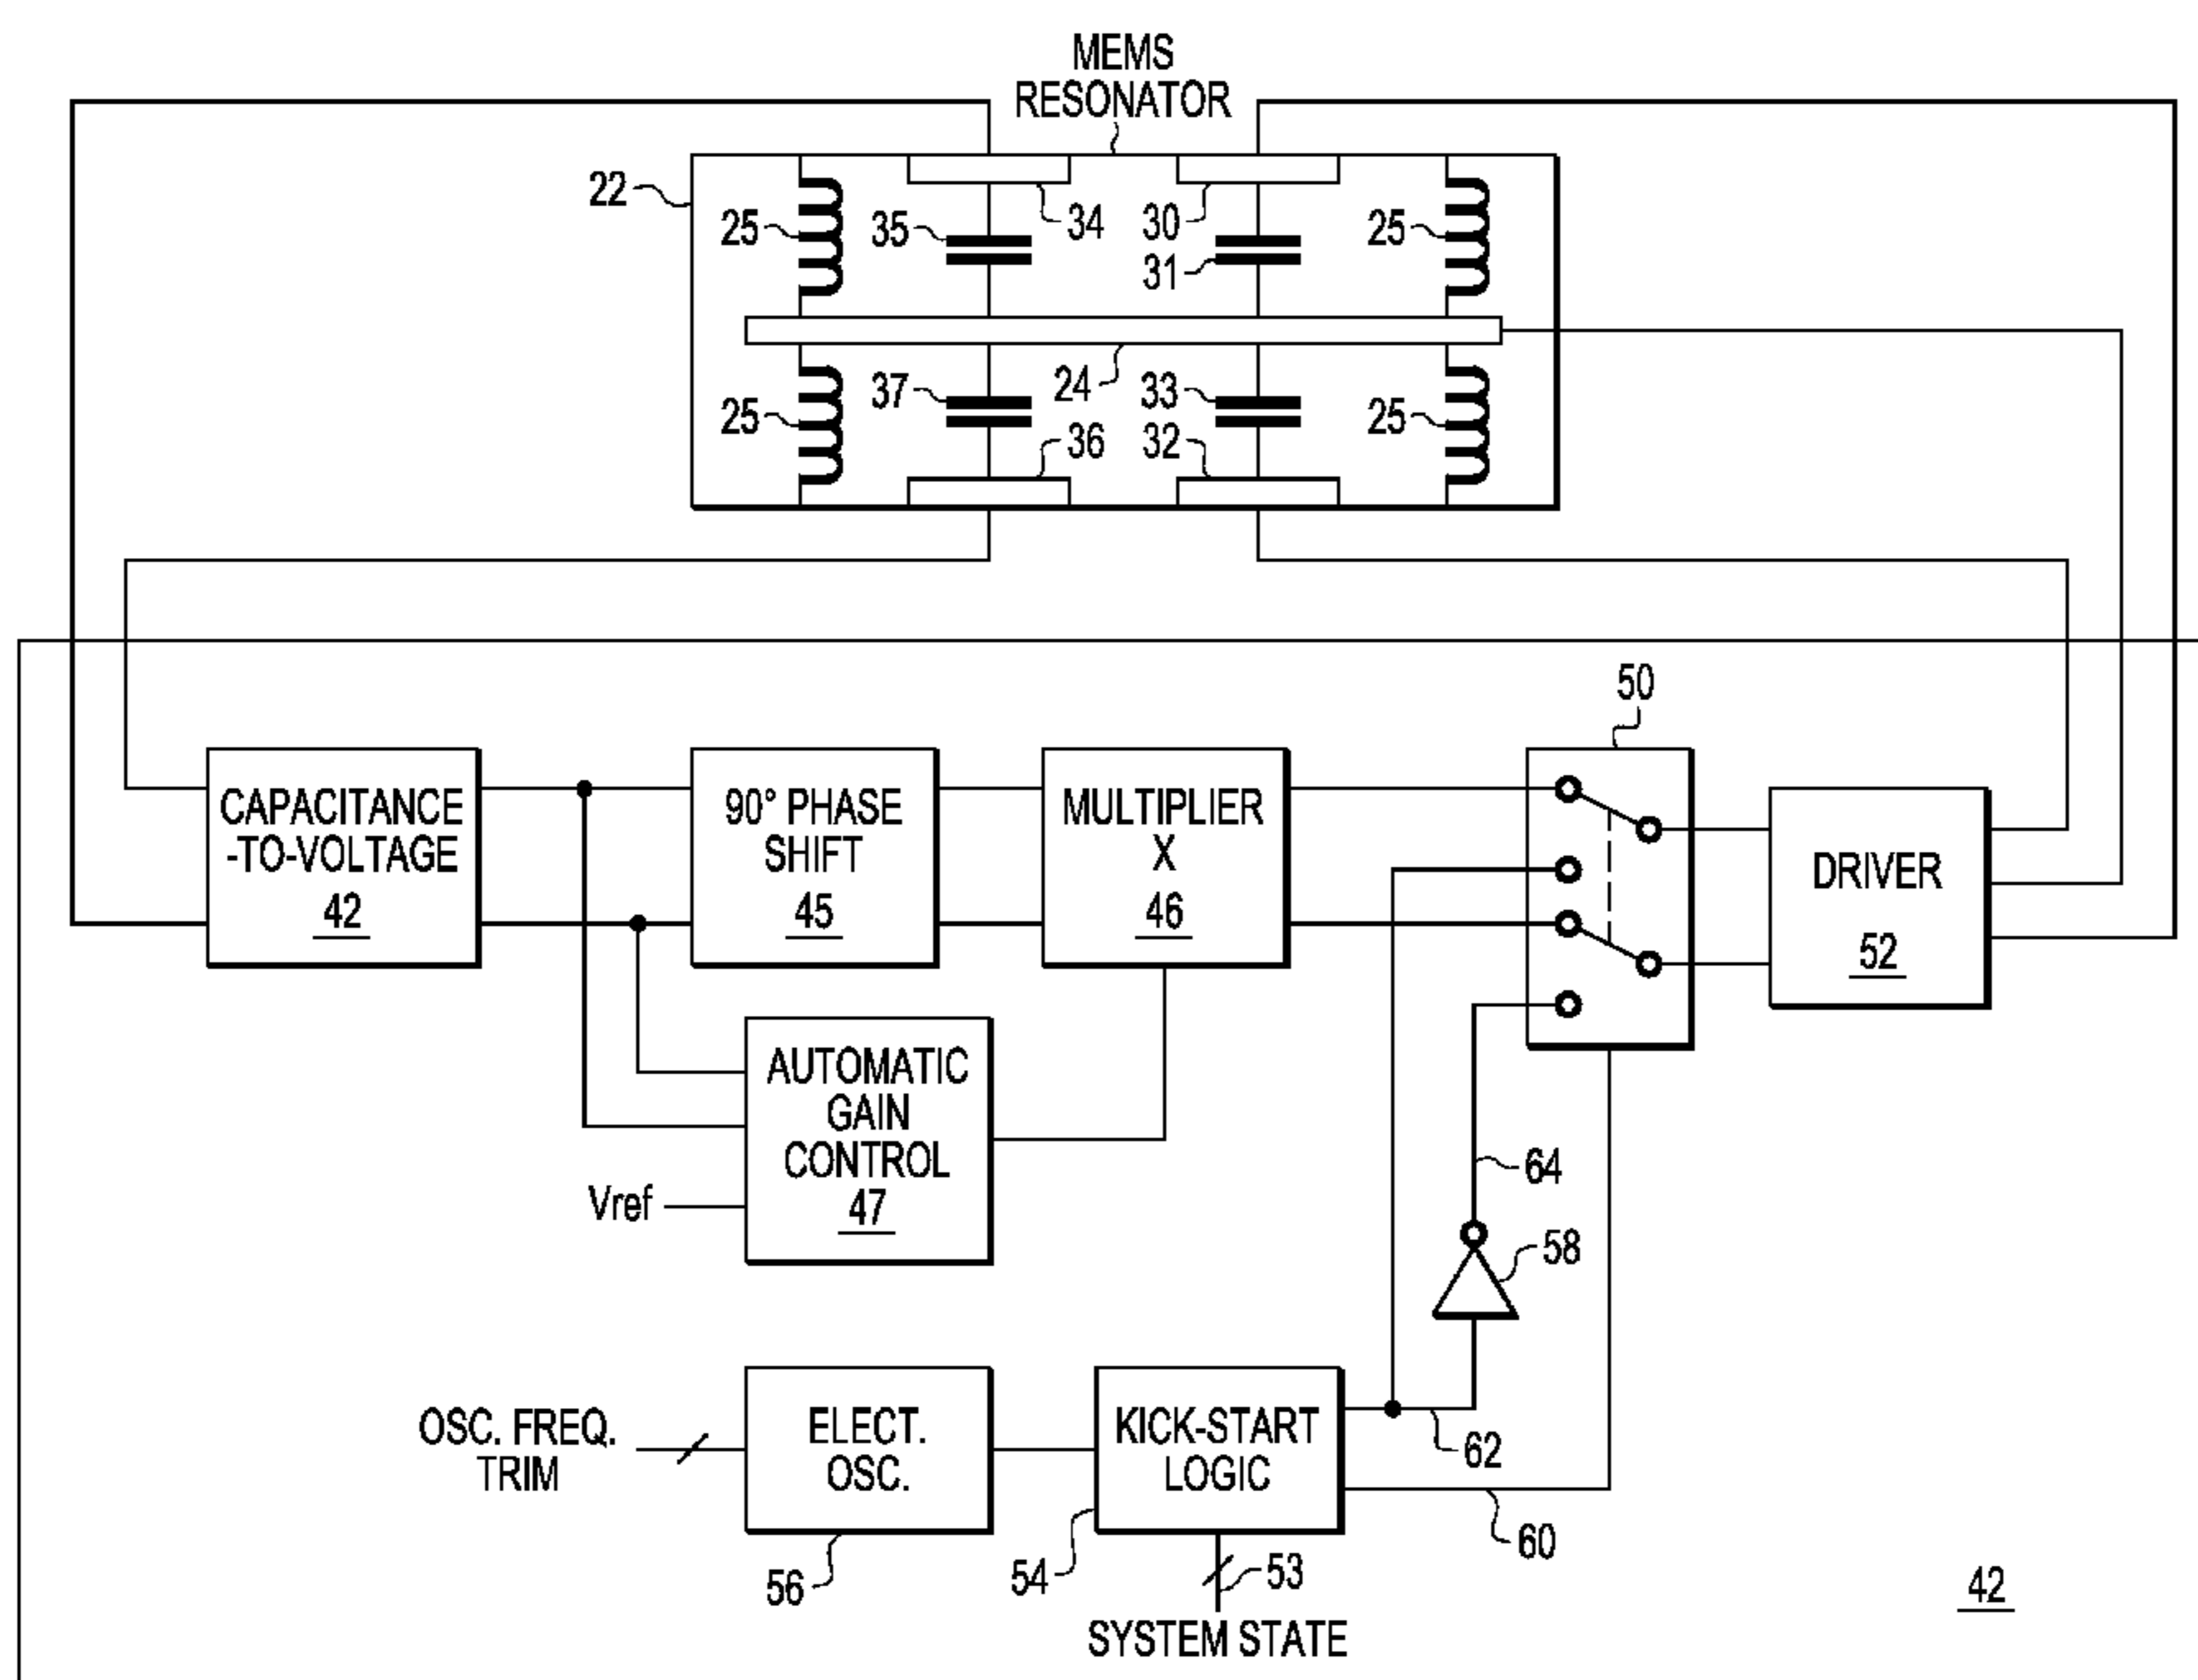 MEMS
RESONATOR
22
25
35
34
30
31
25
25
37
24
33
25
36
32
50
CAPACITANCE
-TO-VOLTAGE
42
90° PHASE
SHIFT
45
MULTIPLIER
X
46
DRIVER
52
AUTOMATIC
GAIN
CONTROL
47
Vref
64
58
OSC. FREQ.
TRIM
ELECT.
OSC.
56
KICK-START
LOGIC
54
62
60
53
SYSTEM STATE
42